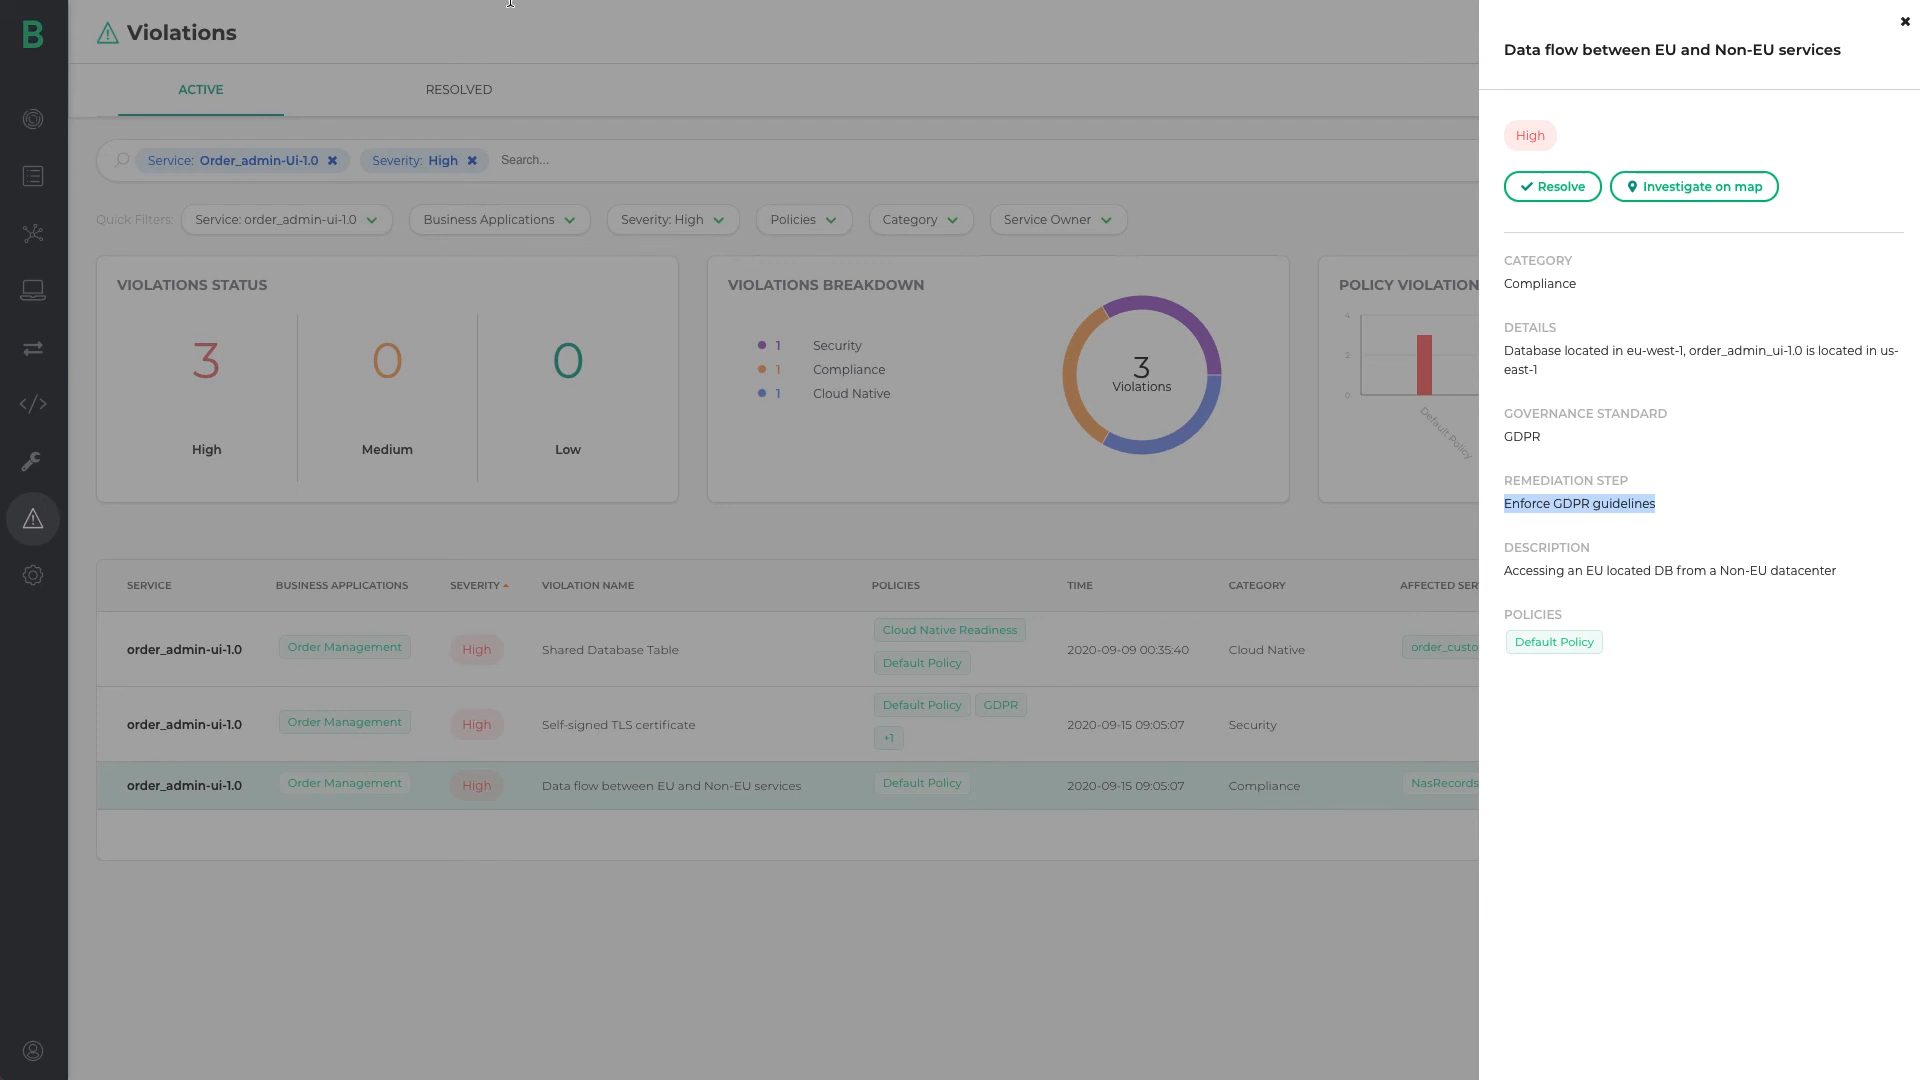 B
Violations
ACTIVE
RESOLVED
Service: Order_admin-Ui-1.0 ✖
Severity: High ✖
Search...
Quick Filters:
Service: order_admin-ui-1.0
Business Applications
Severity: High
Policies
Category
Service Owner
VIOLATIONS STATUS
3
0
0
High
Medium
Low
VIOLATIONS BREAKDOWN
1 Security
1 Compliance
1 Cloud Native
3
Violations
POLICY VIOLATION
4
2
0
Default Policy
SERVICE BUSINESS APPLICATIONS SEVERITY VIOLATION NAME POLICIES TIME CATEGORY AFFECTED SER
order_admin-ui-1.0 Order Management High Shared Database Table Cloud Native Readiness Default Policy 2020-09-09 00:35:40 Cloud Native order_custo
order_admin-ui-1.0 Order Management High Self-signed TLS certificate Default Policy GDPR +1 2020-09-15 09:05:07 Security
order_admin-ui-1.0 Order Management High Data flow between EU and Non-EU services Default Policy 2020-09-15 09:05:07 Compliance NasRecords
✖
Data flow between EU and Non-EU services
High
Resolve
Investigate on map
CATEGORY
Compliance
DETAILS
Database located in eu-west-1, order_admin_ui-1.0 is located in us-
east-1
GOVERNANCE STANDARD
GDPR
REMEDIATION STEP
Enforce GDPR guidelines
DESCRIPTION
Accessing an EU located DB from a Non-EU datacenter
POLICIES
Default Policy